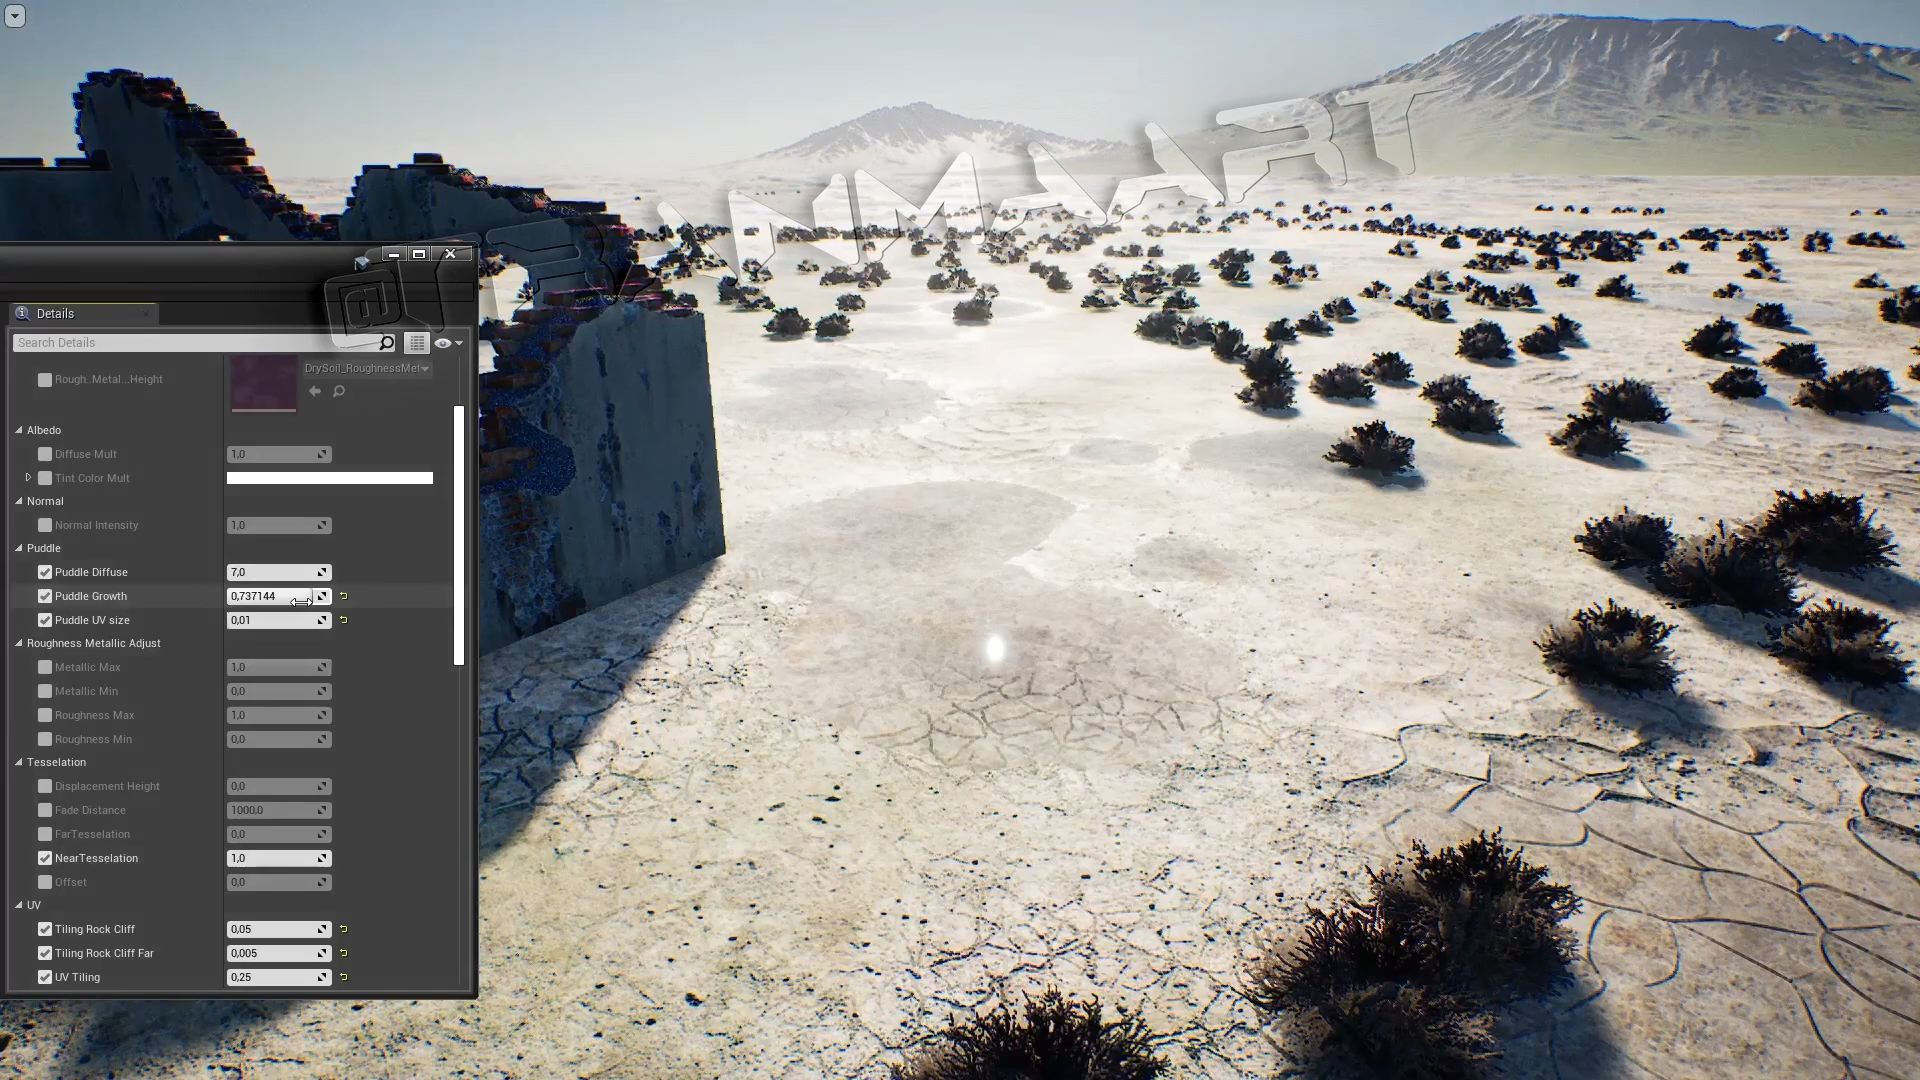 Details
Search Details
Rough..Metal...Height
DrySoil_RoughnessMet
Albedo
Diffuse Mult 1,0
Tint Color Mult
Normal
Normal Intensity 1,0
Puddle
Puddle Diffuse 7,0
Puddle Growth 0,737144
Puddle UV size 0,01
Roughness Metallic Adjust
Metallic Max 1,0
Metallic Min 0,0
Roughness Max 1,0
Roughness Min 0,0
Tesselation
Displacement Height 0,0
Fade Distance 1000,0
FarTesselation 0,0
NearTesselation 1,0
Offset 0,0
UV
Tiling Rock Cliff 0,05
Tiling Rock Cliff Far 0,005
UV Tiling 0,25